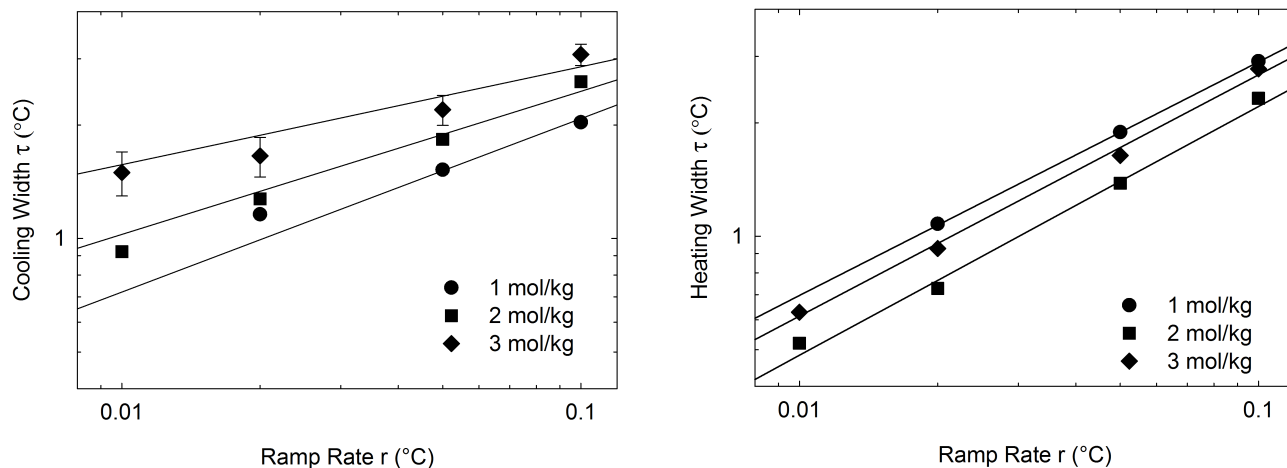 Cooling Width τ (°C)
1
0.01
0.1
Ramp Rate r (°C)
1 mol/kg
2 mol/kg
3 mol/kg
Heating Width τ (°C)
1
0.01
0.1
Ramp Rate r (°C)
1 mol/kg
2 mol/kg
3 mol/kg